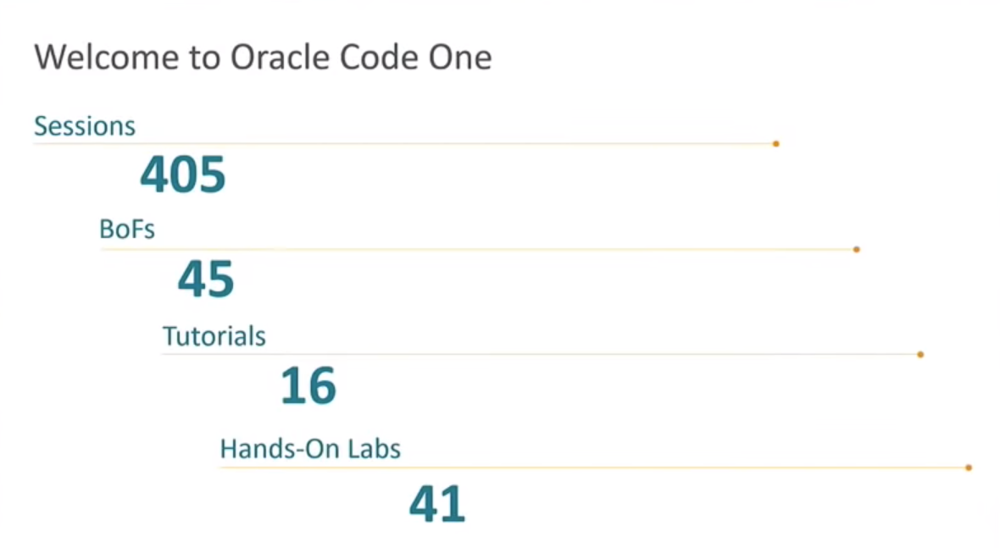 Welcome to Oracle Code One
Sessions
405
BoFs
45
Tutorials
16
Hands-On Labs
41